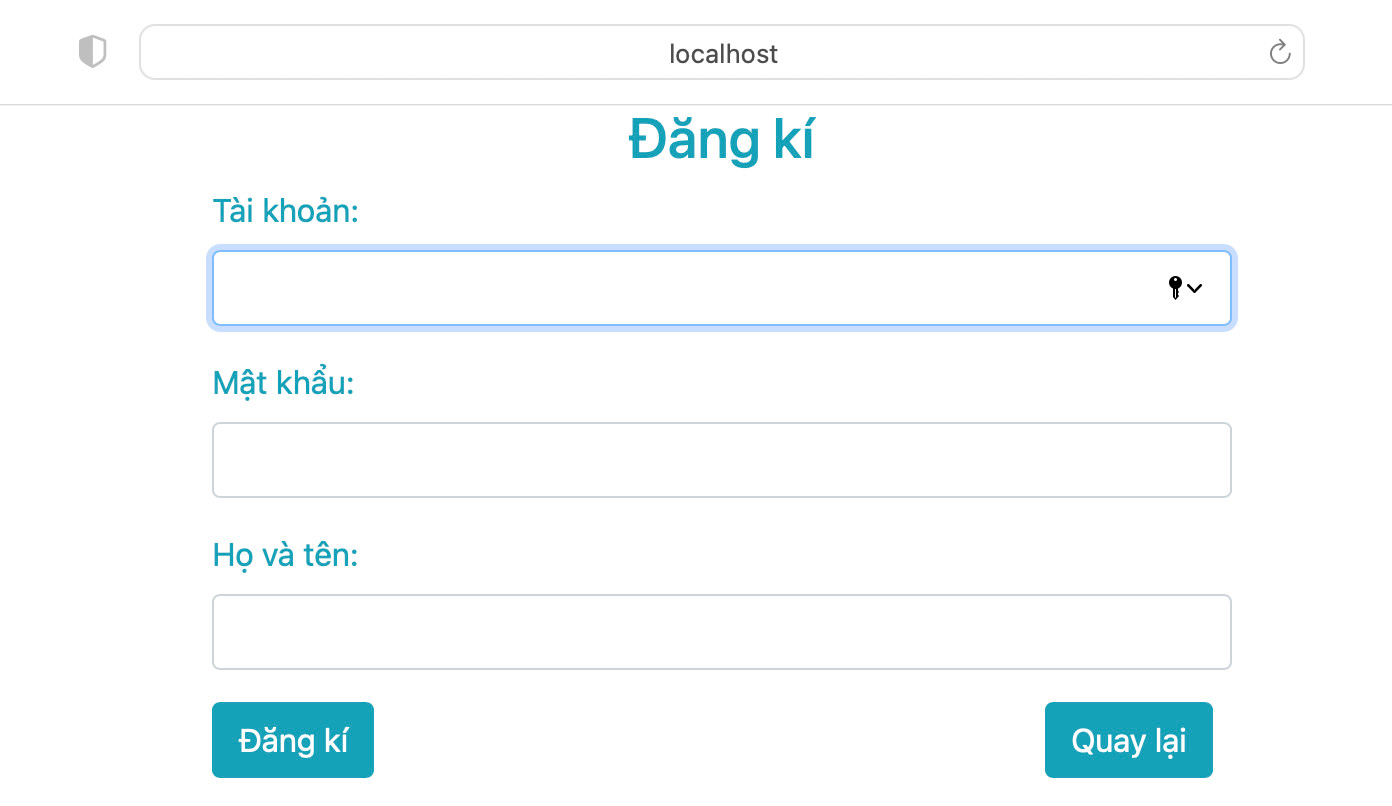 localhost
Đăng kí
Tài khoản:
Mật khẩu:
Họ và tên:
Đăng kí
Quay lại